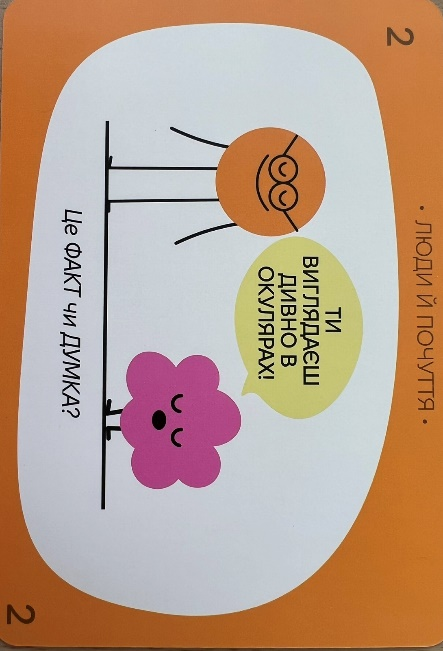 2
• ЛЮДИ Й ПОЧУТТЯ •
ТИ
ВИГЛЯДАЄШ
ДИВНО В
ОКУЛЯРАХ!
Це ФАКТ чи ДУМКА?
2